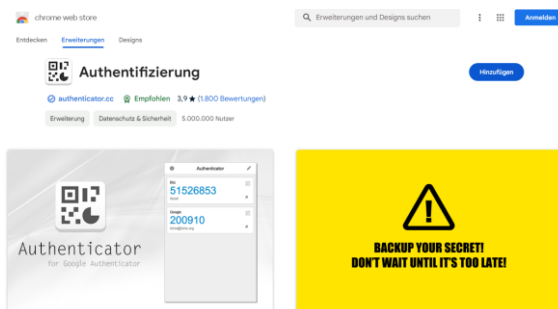 chrome web store
Erweiterungen und Designs suchen
Anmelden
Entdecken Erweiterungen Designs
Authentifizierung
Hinzufügen
authenticator.cc Empfohlen 3,9 ★ (1.800 Bewertungen)
Erweiterung Datenschutz & Sicherheit 5.000.000 Nutzer
Authenticator
51526853
Google
200910
Authenticator
for Google Authenticator
BACKUP YOUR SECRET!
DON'T WAIT UNTIL IT'S TOO LATE!